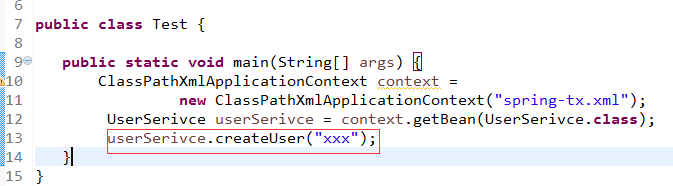 6
7 public class Test {
8
9 public static void main(String[] args) {
10 ClassPathXmlApplicationContext context =
11 new ClassPathXmlApplicationContext("spring-tx.xml");
12 UserSerivce userSerivce = context.getBean(UserSerivce.class);
13 userSerivce.createUser("xxx");
14 }
15 }